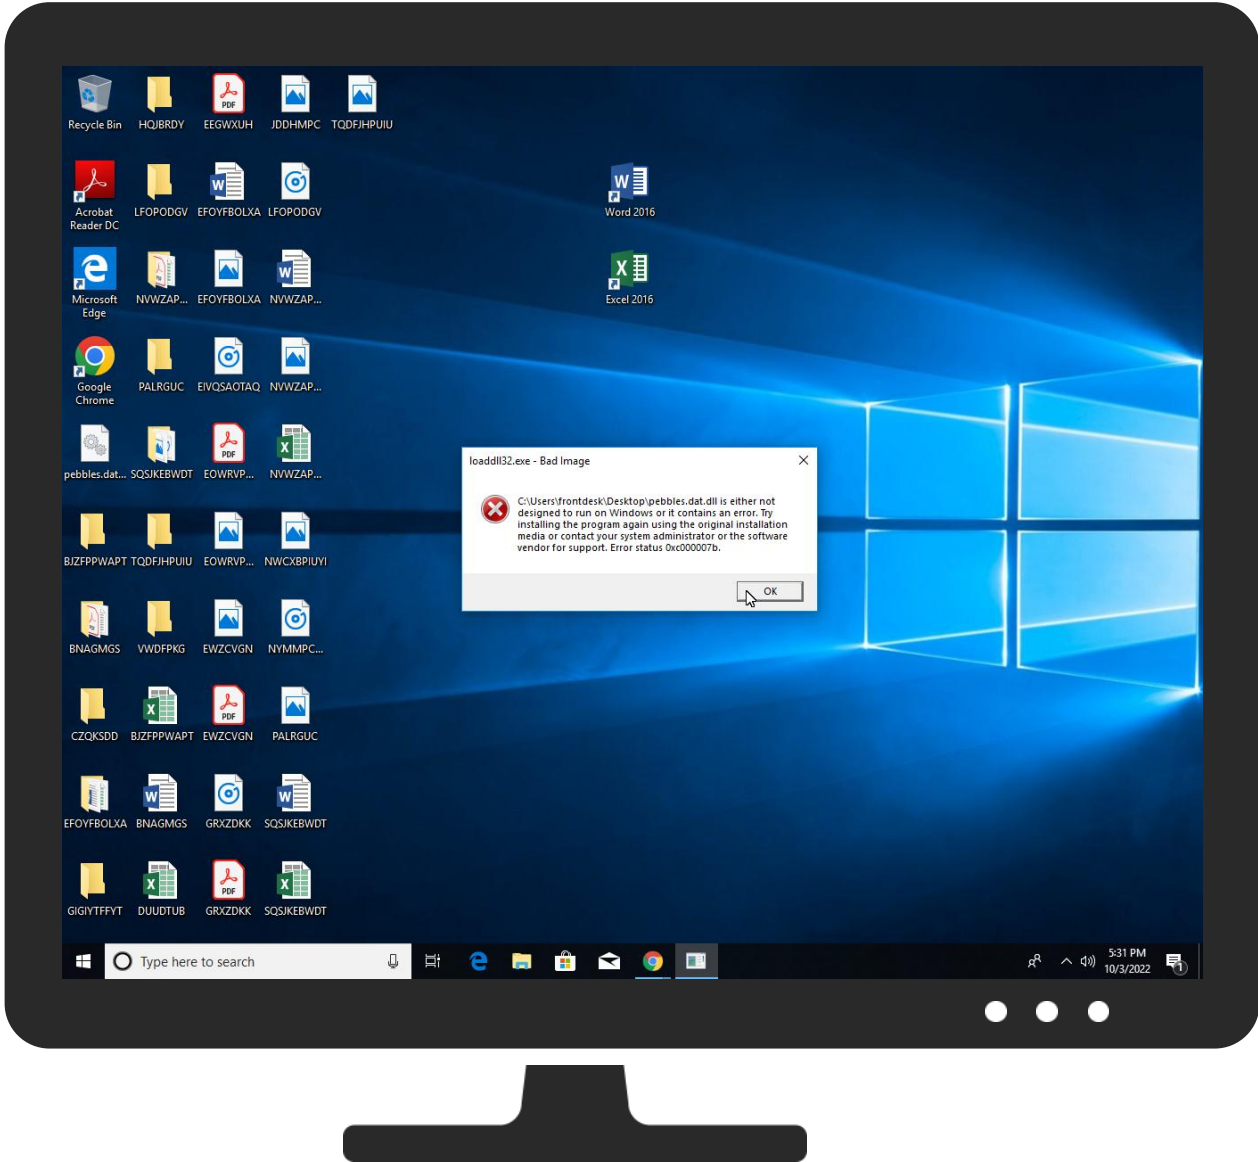 Recycle Bin
HQJBRDY
EEGWXUH
JDDHMPC
TQDFJHPUIU
Acrobat
Reader DC
LFOPODGV
EFOYFBOLXA
LFOPODGV
Word 2016
Microsoft
Edge
NVWZAP...
EFOYFBOLXA
NVWZAP...
Excel 2016
Google
Chrome
PALRGUC
EIVQSAOTAQ
NVWZAP...
pebbles.dat...
SQSJKEBWDT
EOWRVP...
NVWZAP...
loaddll32.exe - Bad Image
C:\Users\frontdesk\Desktop\pebbles.dat.dll is either not
designed to run on Windows or it contains an error. Try
installing the program again using the original installation
media or contact your system administrator or the software
vendor for support. Error status 0xc000007b.
OK
BJZFPPWAPT
TQDFJHPUIU
EOWRVP...
NWCXBPIUYI
BNAGMGS
VWDFPKG
EWZCVGN
NYMMPC...
CZQKSDD
BJZFPPWAPT
EWZCVGN
PALRGUC
EFOYFBOLXA
BNAGMGS
GRXZDKK
SQSJKEBWDT
GIGIYTFFYT
DUUDTUB
GRXZDKK
SQSJKEBWDT
Type here to search
5:31 PM
10/3/2022
1